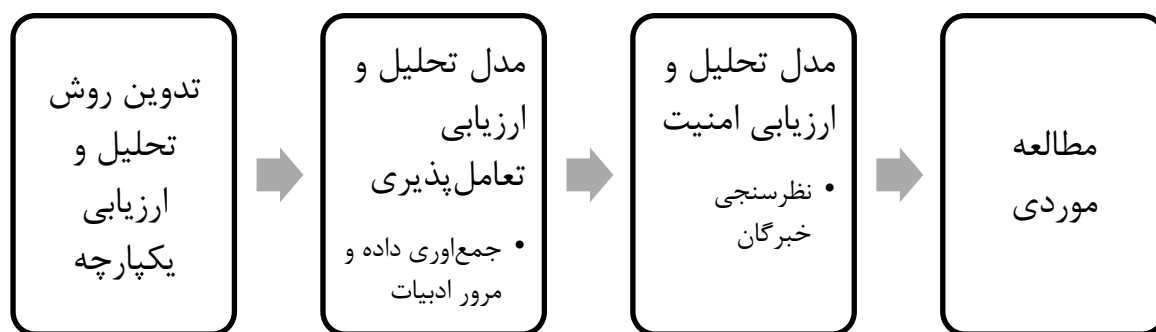 تدوین روش
تحلیل و
ارزیابی
یکپارچه
مدل تحلیل و
ارزیابی
تعامل‌پذیری
• جمع‌اوری داده و
مرور ادبیات
مدل تحلیل و
ارزیابی امنیت
• نظرسنجی
خبرگان
مطالعه
موردی